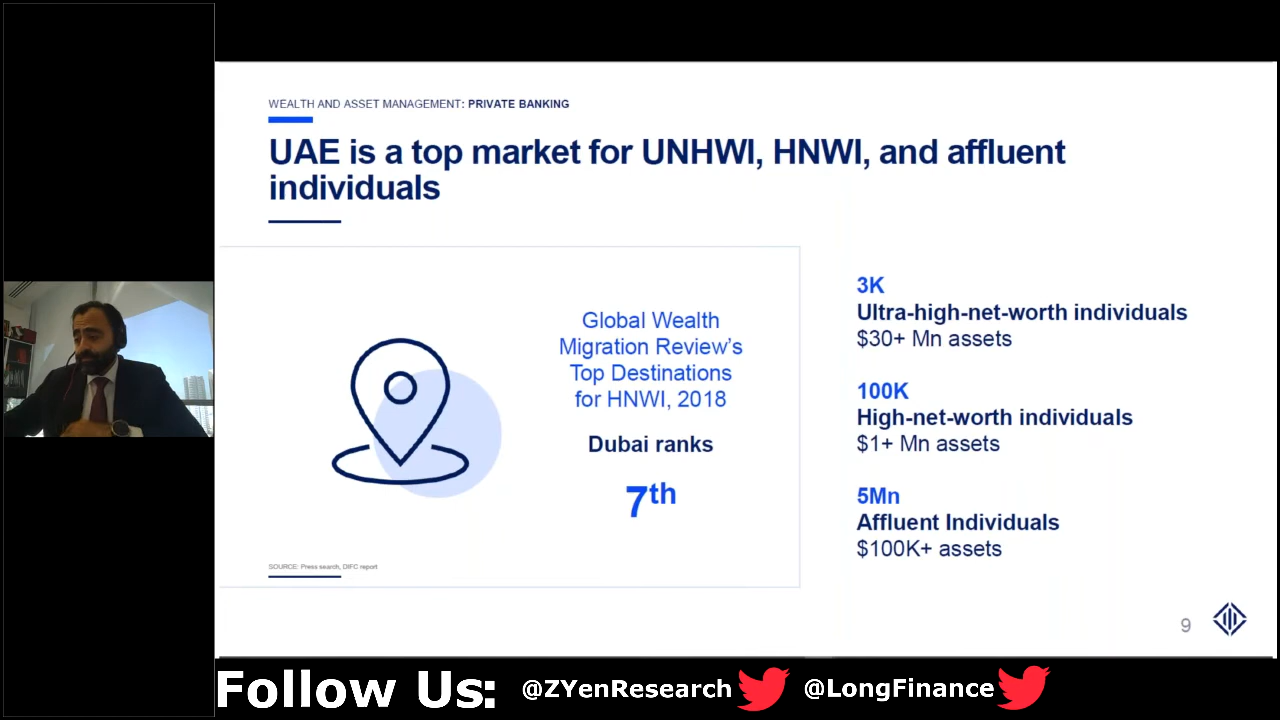 WEALTH AND ASSET MANAGEMENT: PRIVATE BANKING
UAE is a top market for UNHWI, HNWI, and affluent
individuals
Global Wealth
Migration Review's
Top Destinations
for HNWI, 2018
Dubai ranks
7th
SOURCE: Press search, DIFC report
3K
Ultra-high-net-worth individuals
$30+ Mn assets
100K
High-net-worth individuals
$1+ Mn assets
5Mn
Affluent Individuals
$100K+ assets
9
Follow Us: @ZYenResearch @LongFinance